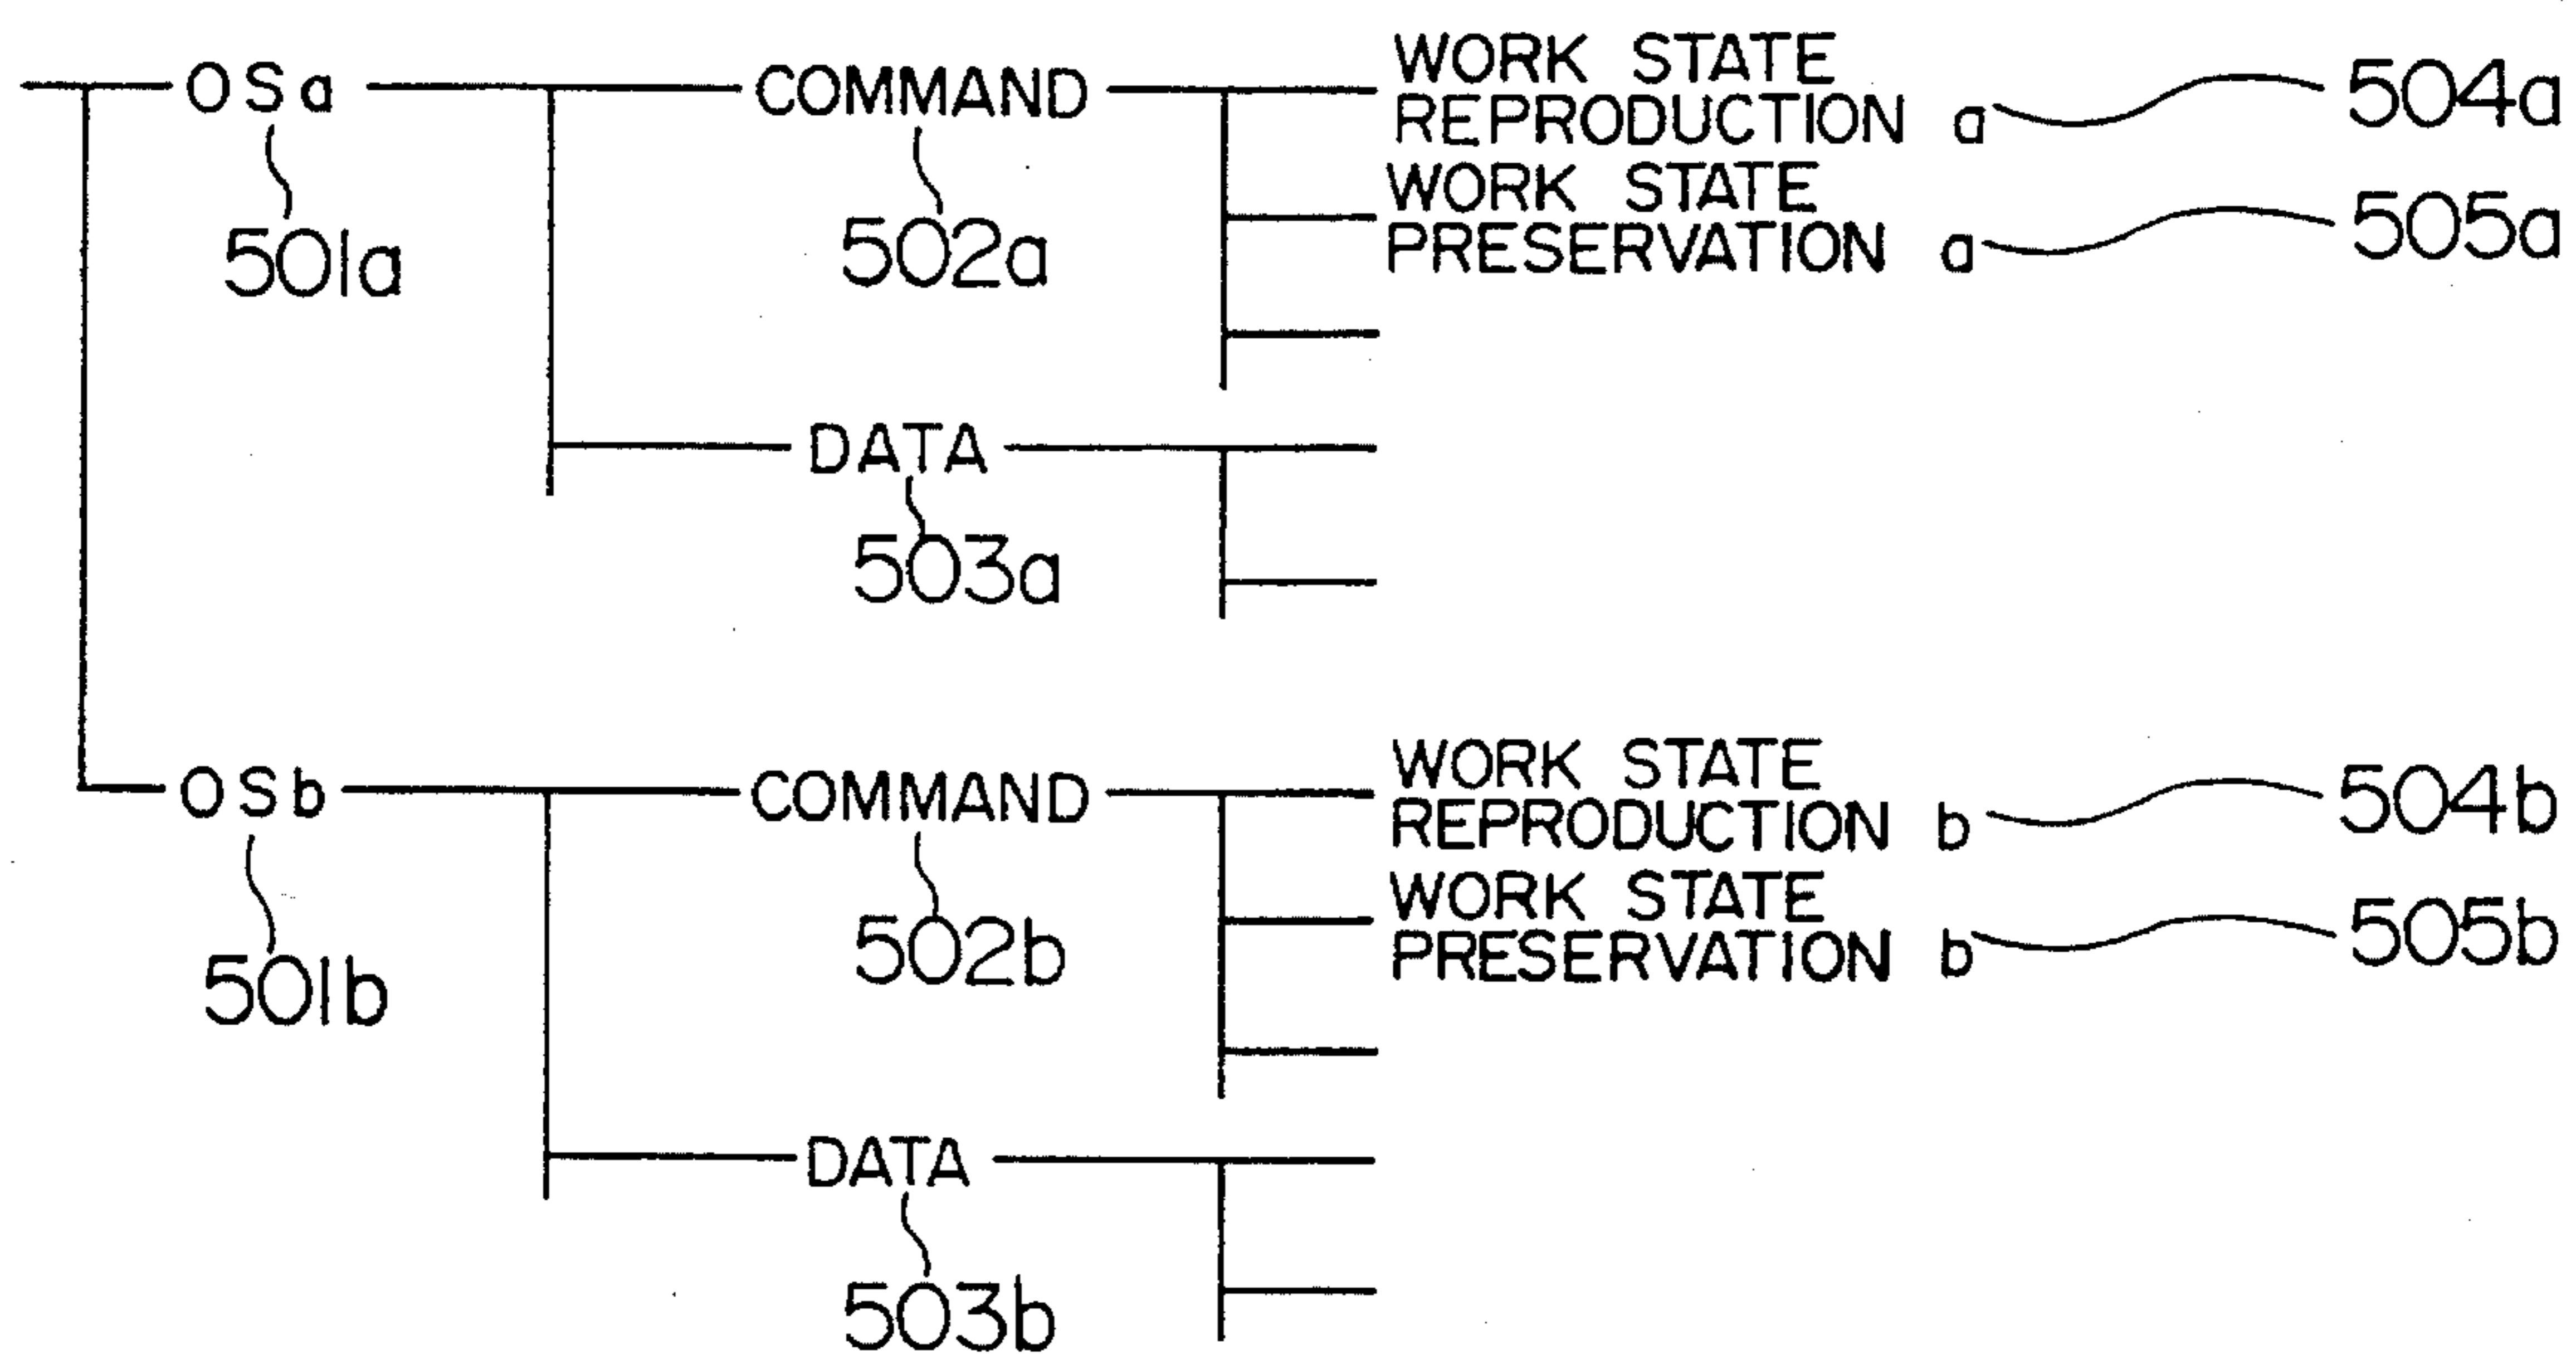 WORK STATE
OSa COMMAND REPRODUCTION a 504a
WORK STATE
501a 502a PRESERVATION a 505a
DATA
503a
WORK STATE
OSb COMMAND REPRODUCTION b 504b
WORK STATE
501b 502b PRESERVATION b 505b
DATA
503b